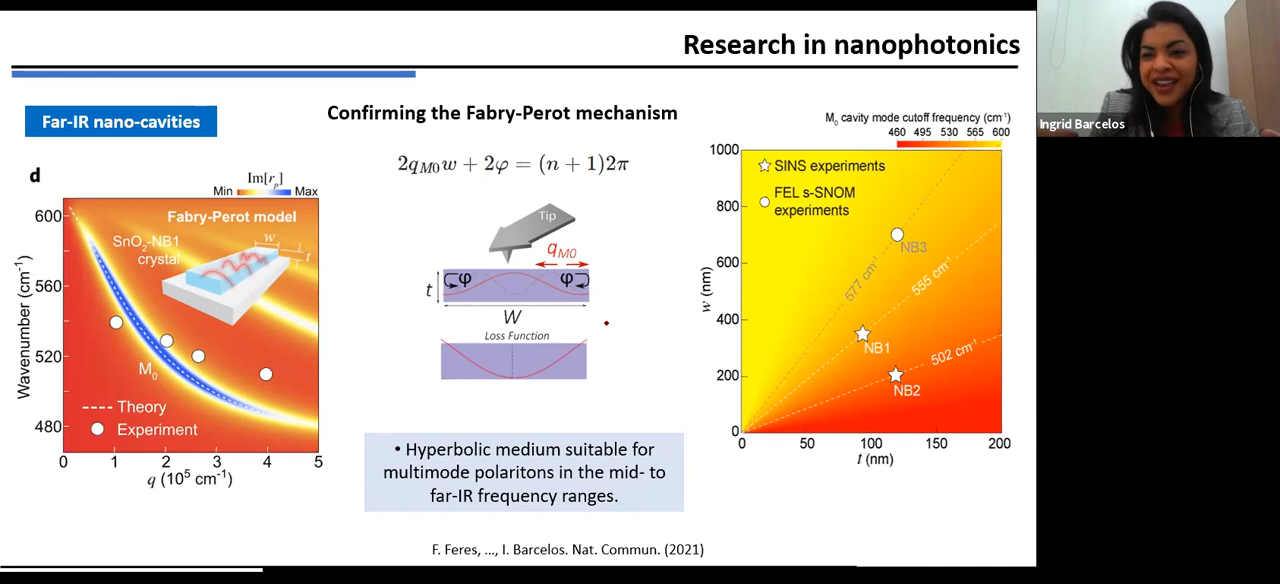 Research in nanophotonics
Ingrid Barcelos
Far-IR nano-cavities
Confirming the Fabry-Perot mechanism
2q_{M0}w + 2φ = (n + 1)2π
d
Im[r_p]
Min Max
Fabry-Perot model
SnO₂-NB1
crystal
w
t
M₀
Theory
Experiment
Wavenumber (cm⁻¹)
600
560
520
480
0 1 2 3 4 5
q (10⁵ cm⁻¹)
Tip
q_{M0}
φ φ
t
W
Loss Function
• Hyperbolic medium suitable for
multimode polaritons in the mid- to
far-IR frequency ranges.
M₀ cavity mode cutoff frequency (cm⁻¹)
460 495 530 565 600
SINS experiments
FEL s-SNOM
experiments
NB3
577 cm⁻¹
555 cm⁻¹
NB1
502 cm⁻¹
NB2
w (nm)
1000
800
600
400
200
0
0 50 100 150 200
t (nm)
F. Feres, ..., I. Barcelos. Nat. Commun. (2021)